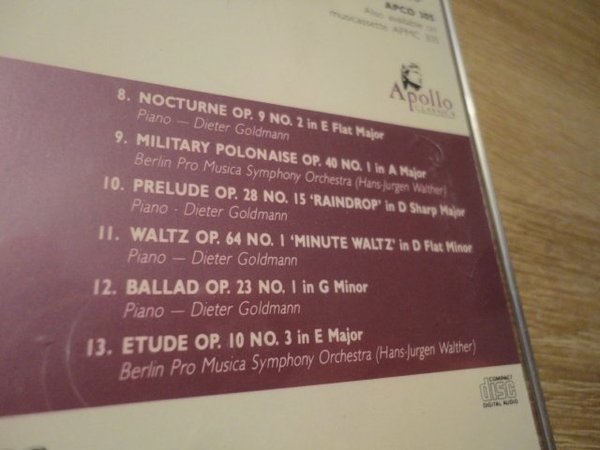 APCD 305
Also available on
musicassette APMC 305
Apollo
CLASSICS
8. NOCTURNE OP. 9 NO. 2 in E Flat Major
Piano — Dieter Goldmann
9. MILITARY POLONAISE OP. 40 NO. 1 in A Major
Berlin Pro Musica Symphony Orchestra (Hans-Jurgen Walther)
10. PRELUDE OP. 28 NO. 15 'RAINDROP' in D Sharp Major
Piano - Dieter Goldmann
11. WALTZ OP. 64 NO. 1 'MINUTE WALTZ' in D Flat Minor
Piano — Dieter Goldmann
12. BALLAD OP. 23 NO. 1 in G Minor
Piano — Dieter Goldmann
13. ETUDE OP. 10 NO. 3 in E Major
Berlin Pro Musica Symphony Orchestra (Hans-Jurgen Walther)
COMPACT
disc
DIGITAL AUDIO